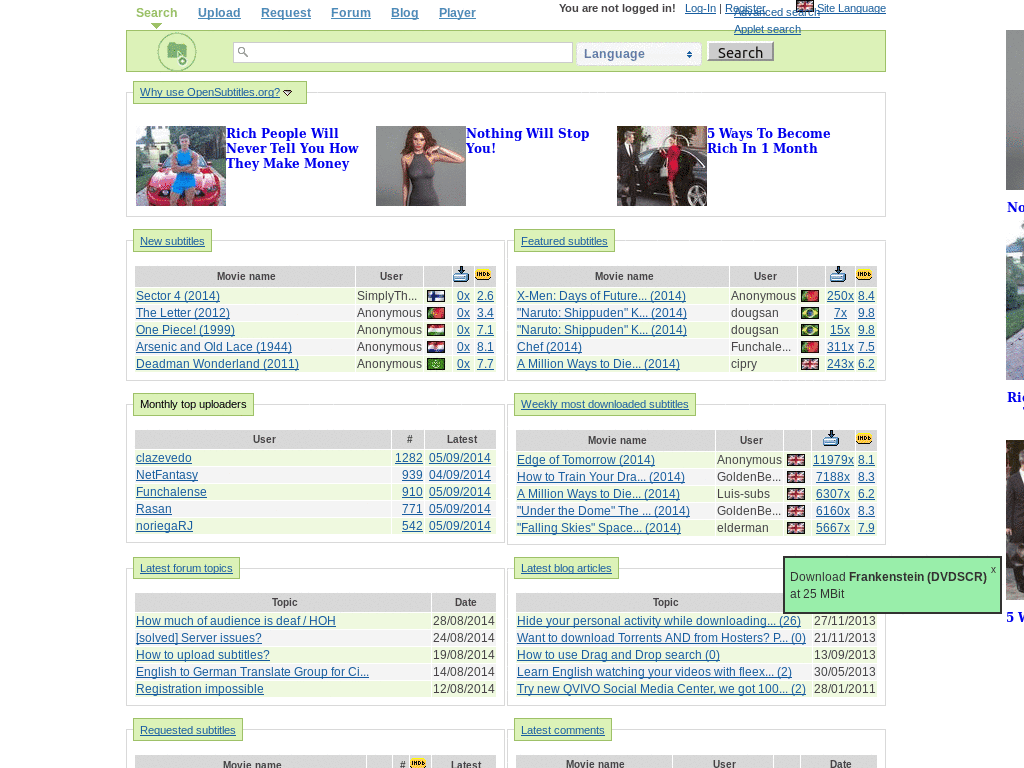 Search Upload Request Forum Blog Player
You are not logged in! Log-In | Register Site Language
Advanced search
Applet search
Language Search
Why use OpenSubtitles.org?
Rich People Will
Never Tell You How
They Make Money
Nothing Will Stop
You!
5 Ways To Become
Rich In 1 Month
No
New subtitles
Movie name User IMDb
Sector 4 (2014) SimplyTh... 0x 2.6
The Letter (2012) Anonymous 0x 3.4
One Piece! (1999) Anonymous 0x 7.1
Arsenic and Old Lace (1944) Anonymous 0x 8.1
Deadman Wonderland (2011) Anonymous 0x 7.7
Featured subtitles
Movie name User IMDb
X-Men: Days of Future... (2014) Anonymous 250x 8.4
"Naruto: Shippuden" K... (2014) dougsan 7x 9.8
"Naruto: Shippuden" K... (2014) dougsan 15x 9.8
Chef (2014) Funchale... 311x 7.5
A Million Ways to Die... (2014) cipry 243x 6.2
Ri
Monthly top uploaders
User # Latest
clazevedo 1282 05/09/2014
NetFantasy 939 04/09/2014
Funchalense 910 05/09/2014
Rasan 771 05/09/2014
noriegaRJ 542 05/09/2014
Weekly most downloaded subtitles
Movie name User IMDb
Edge of Tomorrow (2014) Anonymous 11979x 8.1
How to Train Your Dra... (2014) GoldenBe... 7188x 8.3
A Million Ways to Die... (2014) Luis-subs 6307x 6.2
"Under the Dome" The ... (2014) GoldenBe... 6160x 8.3
"Falling Skies" Space... (2014) elderman 5667x 7.9
Latest forum topics
Topic Date
How much of audience is deaf / HOH 28/08/2014
[solved] Server issues? 24/08/2014
How to upload subtitles? 19/08/2014
English to German Translate Group for Ci... 14/08/2014
Registration impossible 12/08/2014
Latest blog articles
Topic
Hide your personal activity while downloading... (26) 27/11/2013
Want to download Torrents AND from Hosters? P... (0) 21/11/2013
How to use Drag and Drop search (0) 13/09/2013
Learn English watching your videos with fleex... (2) 30/05/2013
Try new QVIVO Social Media Center, we got 100... (2) 28/01/2011
x
Download Frankenstein (DVDSCR)
at 25 MBit
5 W
Requested subtitles
Movie name # IMDb Latest
Latest comments
Movie name User Date